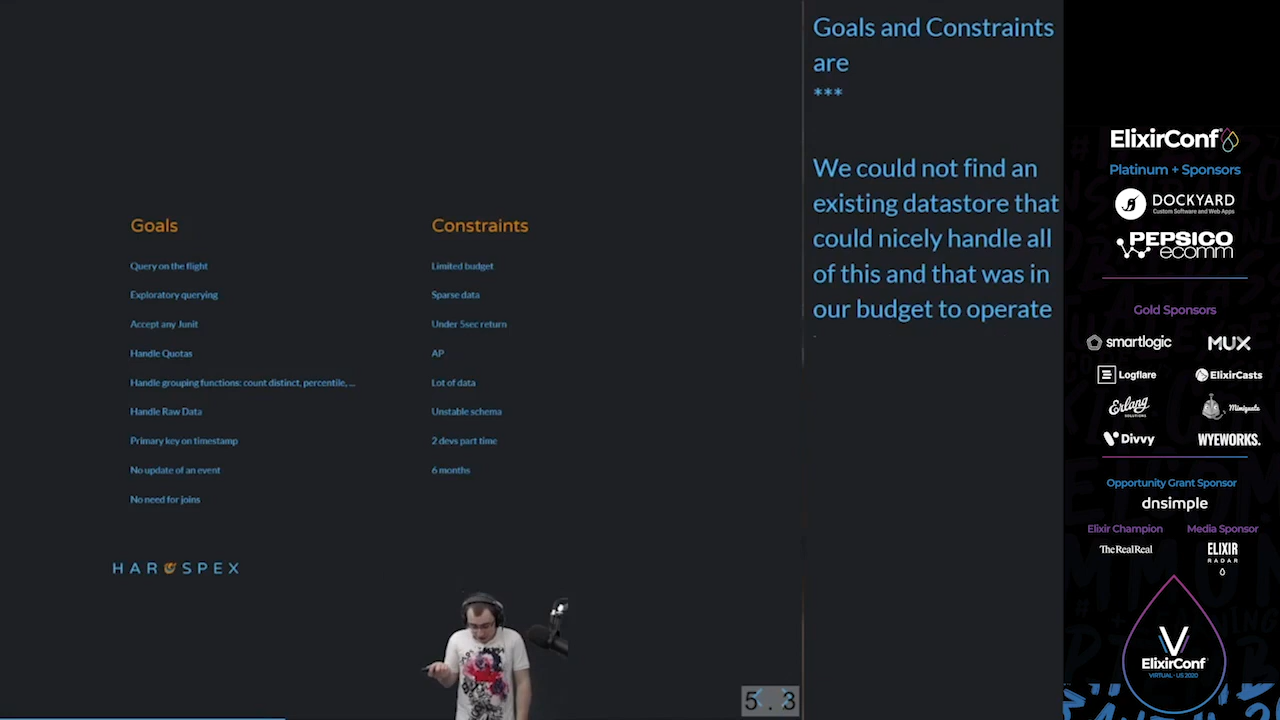 Goals
Query on the flight
Exploratory querying
Accept any Junit
Handle Quotas
Handle grouping functions: count distinct, percentile, ...
Handle Raw Data
Primary key on timestamp
No update of an event
No need for joins
Constraints
Limited budget
Sparse data
Under 5sec return
AP
Lot of data
Unstable schema
2 devs part time
6 months
HARSPEX
5.3
Goals and Constraints
are
***
We could not find an
existing datastore that
could nicely handle all
of this and that was in
our budget to operate
ElixirConf
Platinum + Sponsors
DOCKYARD
Custom Software and Web Apps
PEPSICO
ecomm
Gold Sponsors
smartlogic
MUX
Logflare
ElixirCasts
Erlang
SOLUTIONS
Mimiquate
Divvy
WYEWORKS.
Opportunity Grant Sponsor
dnsimple
Elixir Champion
Media Sponsor
TheRealReal
ELIXIR
RADAR
V
ElixirConf
VIRTUAL · US 2020